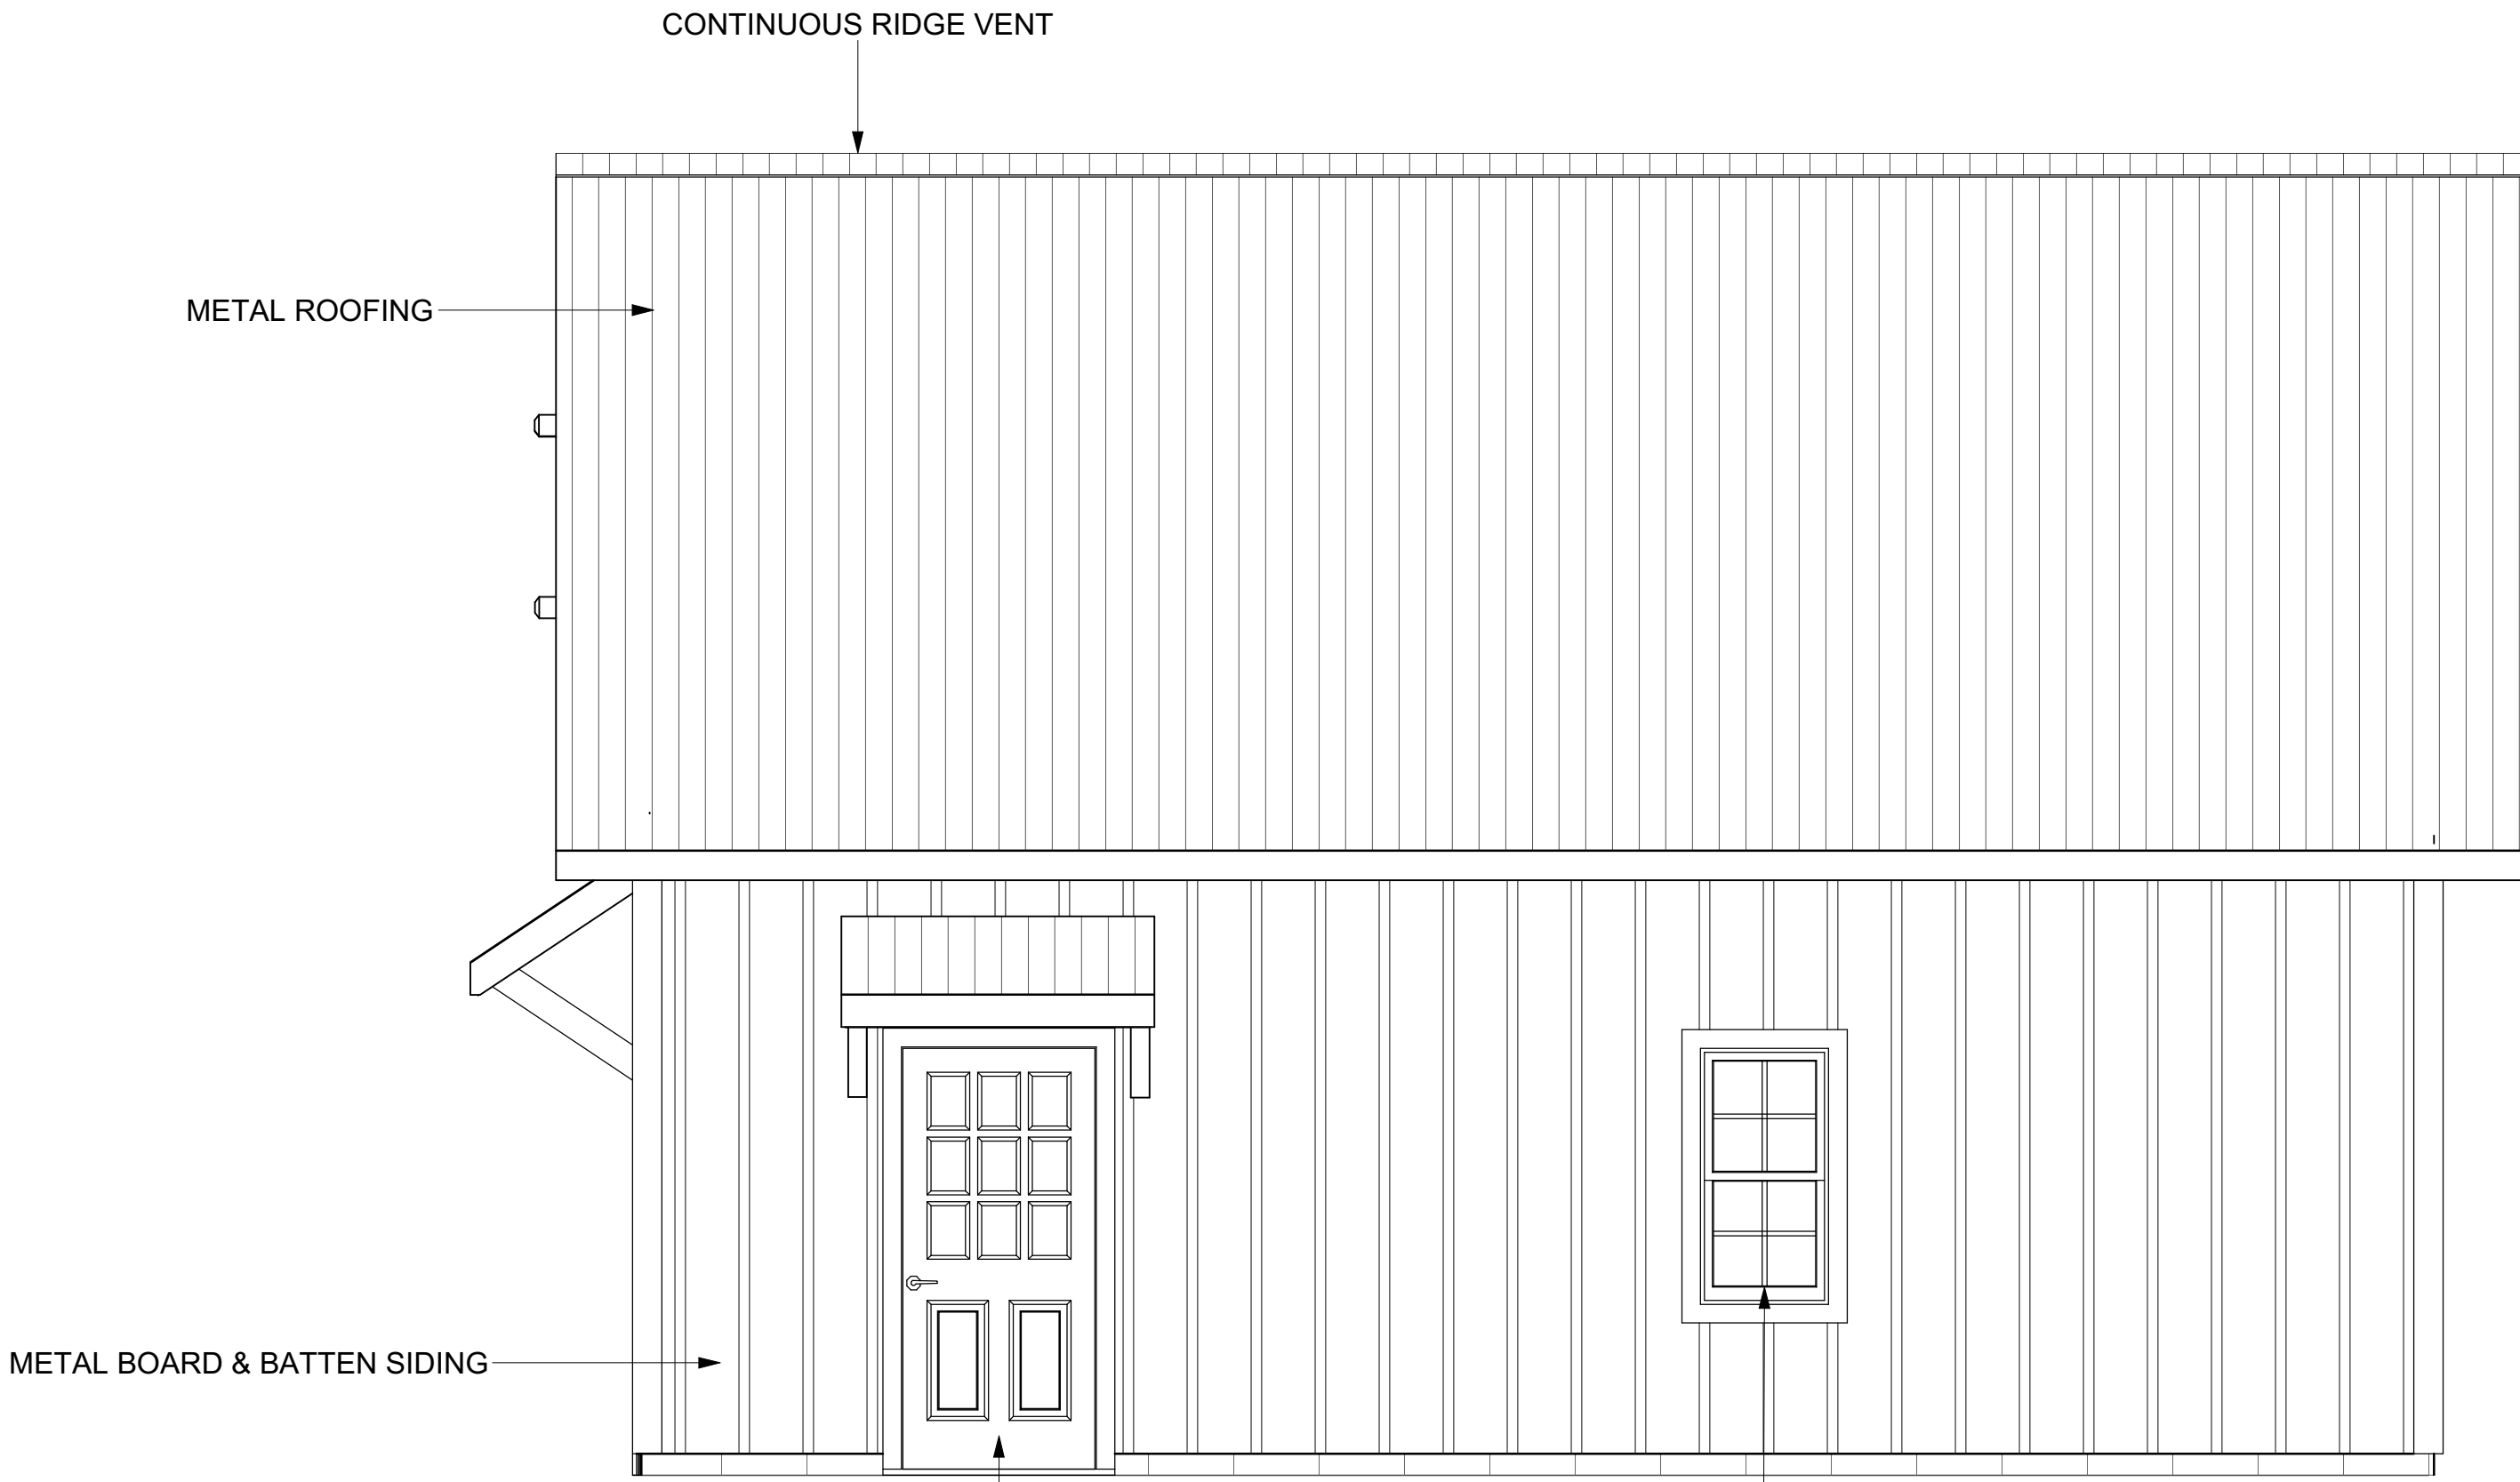 CONTINUOUS RIDGE VENT
METAL ROOFING
METAL BOARD & BATTEN SIDING